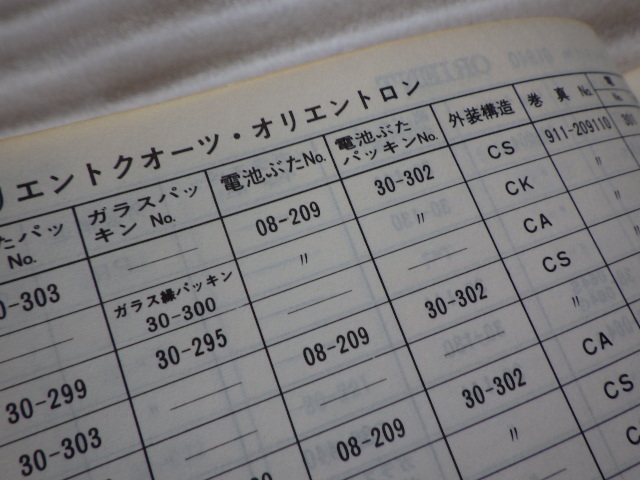 エントクオーツ・オリエントロン
たパッ No.
ガラスパッキン No.
電池ぶたNo.
電池ぶたパッキンNo.
外装構造
巻真 No.
0-303
——
08-209
30-302
CS
911-209110
301
——
ガラス縁パッキン 30-300
〃
〃
CK
〃
30-299
30-295
——
——
CA
〃
30-303
——
08-209
30-302
CS
——
〃
08-209
30-302
CA
〃
CS